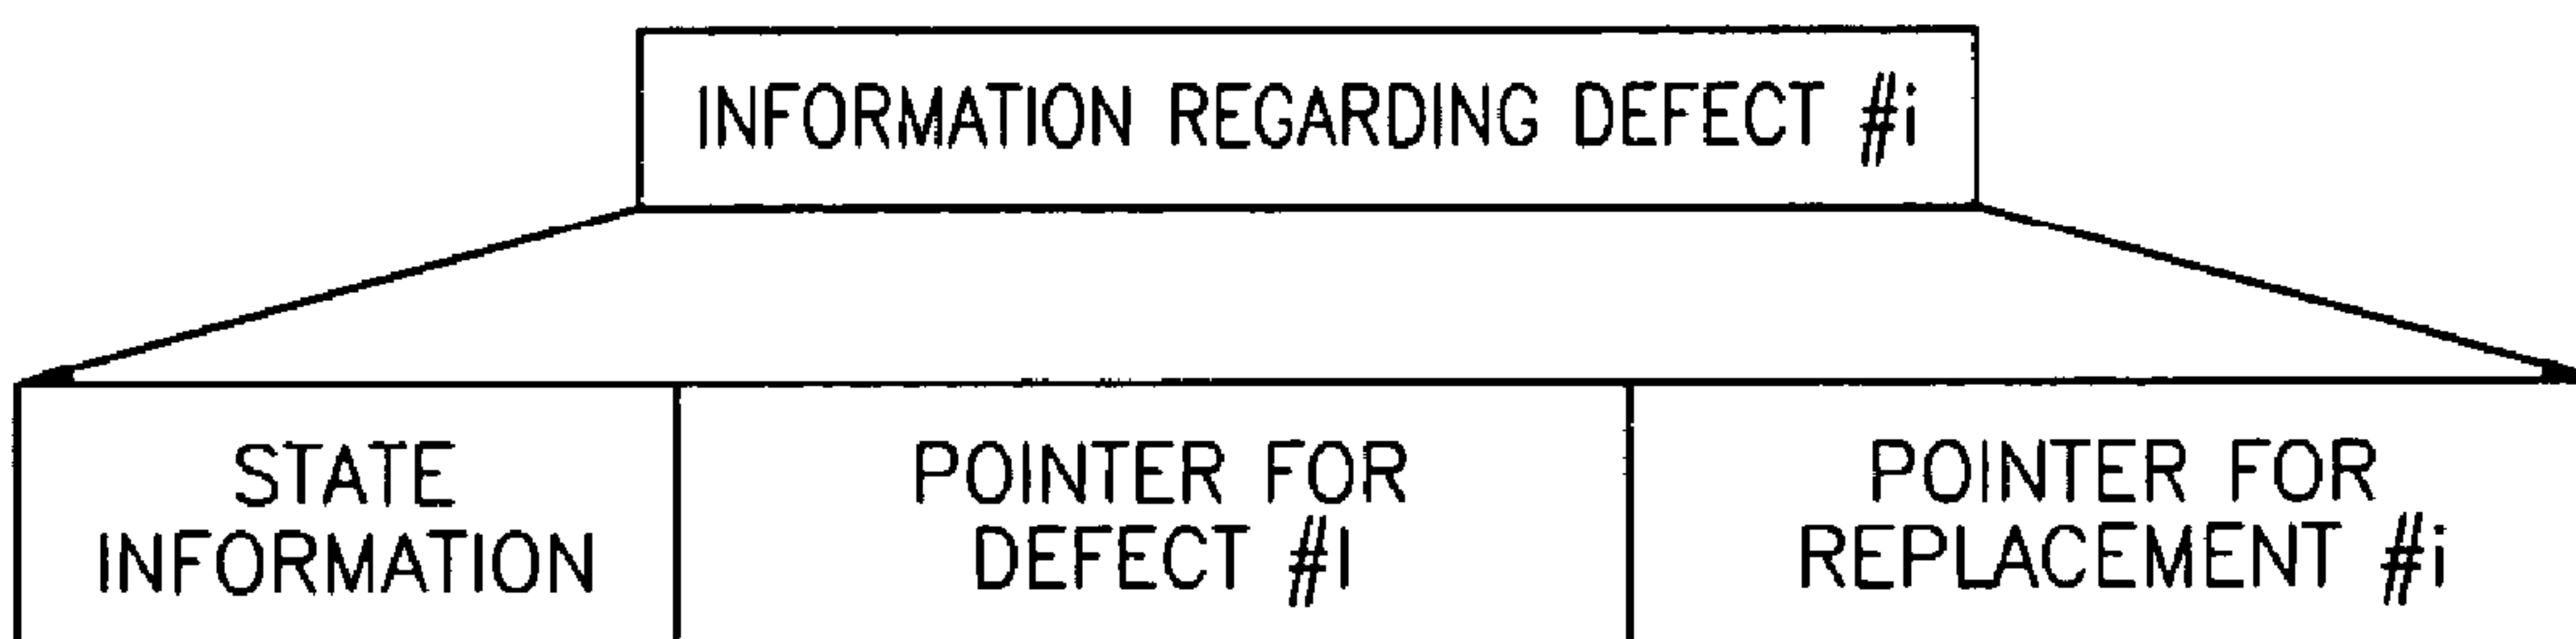 INFORMATION REGARDING DEFECT #i
STATE
INFORMATION
POINTER FOR
DEFECT #I
POINTER FOR
REPLACEMENT #i